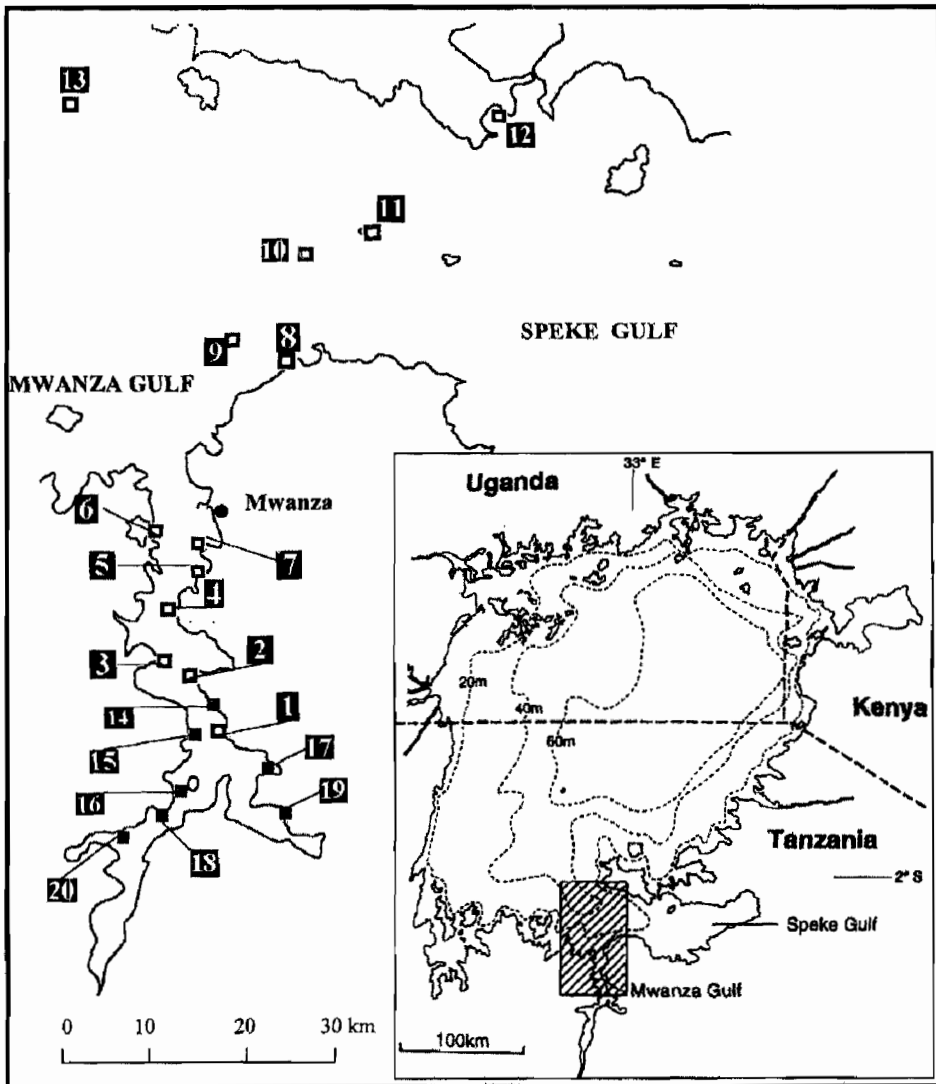 13
12
11
10
SPEKE GULF
8
9
MWANZA GULF
Mwanza
6
7
5
4
3
2
14
1
15
17
16
19
18
20
0 10 20 30 km
33° E
Uganda
20m
40m
60m
Kenya
Tanzania
2° S
Speke Gulf
Mwanza Gulf
100km